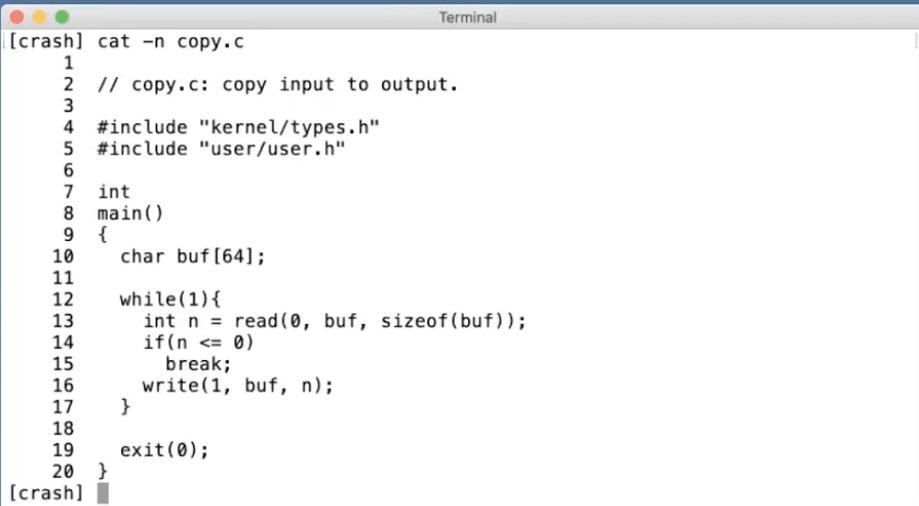 Terminal
[crash] cat -n copy.c
1
2 // copy.c: copy input to output.
3
4 #include "kernel/types.h"
5 #include "user/user.h"
6
7 int
8 main()
9 {
10 char buf[64];
11
12 while(1){
13 int n = read(0, buf, sizeof(buf));
14 if(n <= 0)
15 break;
16 write(1, buf, n);
17 }
18
19 exit(0);
20 }
[crash]